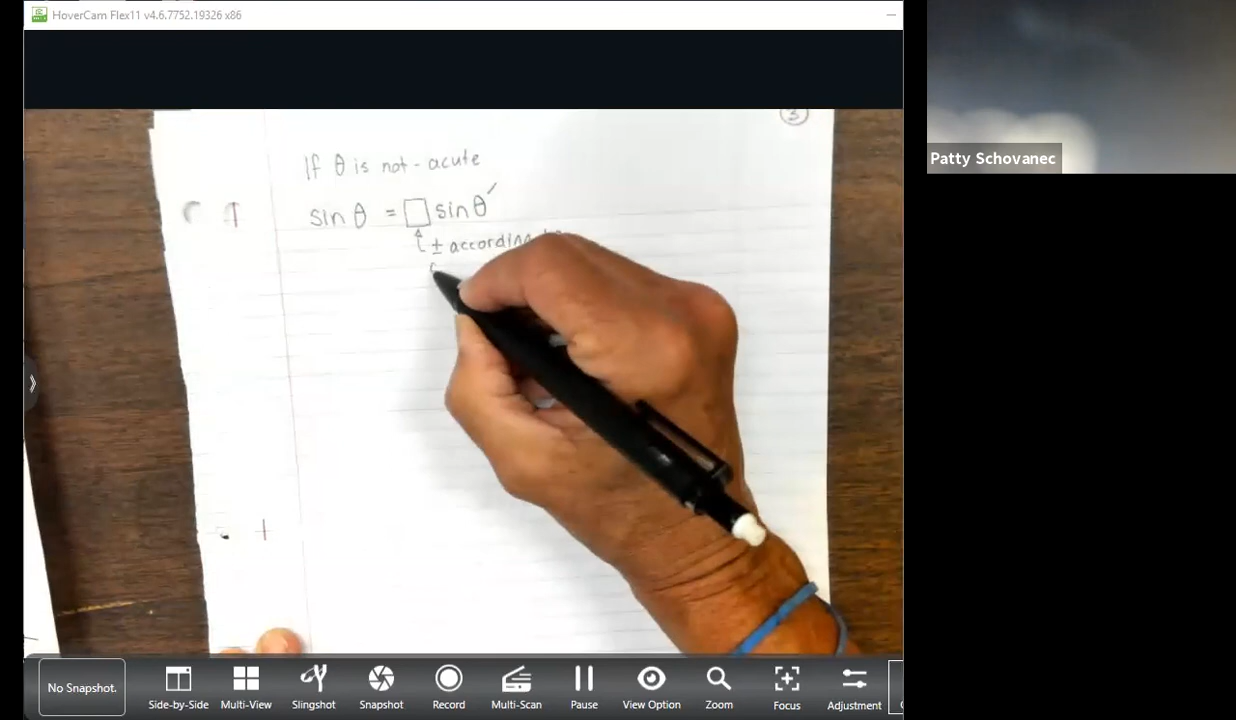 HoverCam Flex11 v4.6.7752.19326 x86
3
If θ is not-acute
sin θ = □ sin θ′
± according
Patty Schovanec
No Snapshot.
Side-by-Side
Multi-View
Slingshot
Snapshot
Record
Multi-Scan
Pause
View Option
Zoom
Focus
Adjustment